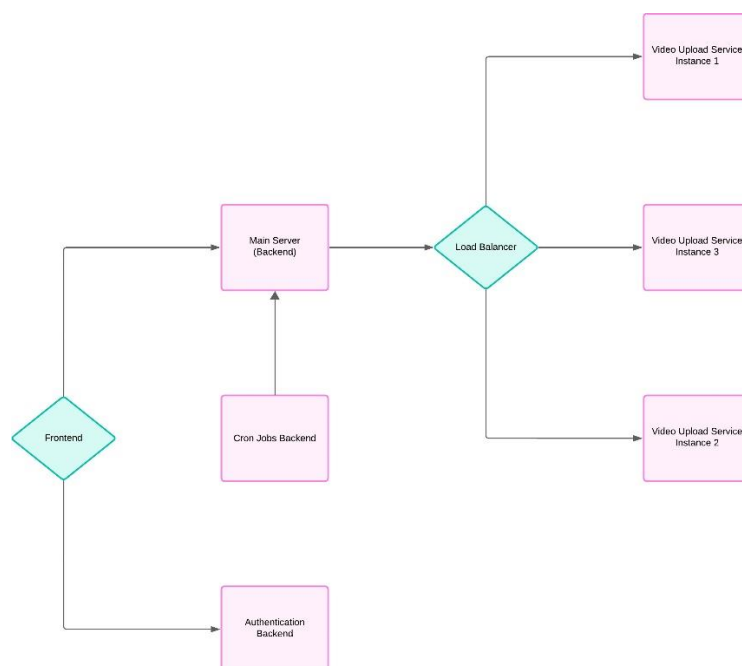 Video Upload Service
Instance 1
Main Server
(Backend)
Load Balancer
Video Upload Service
Instance 3
Frontend
Cron Jobs Backend
Video Upload Service
Instance 2
Authentication
Backend